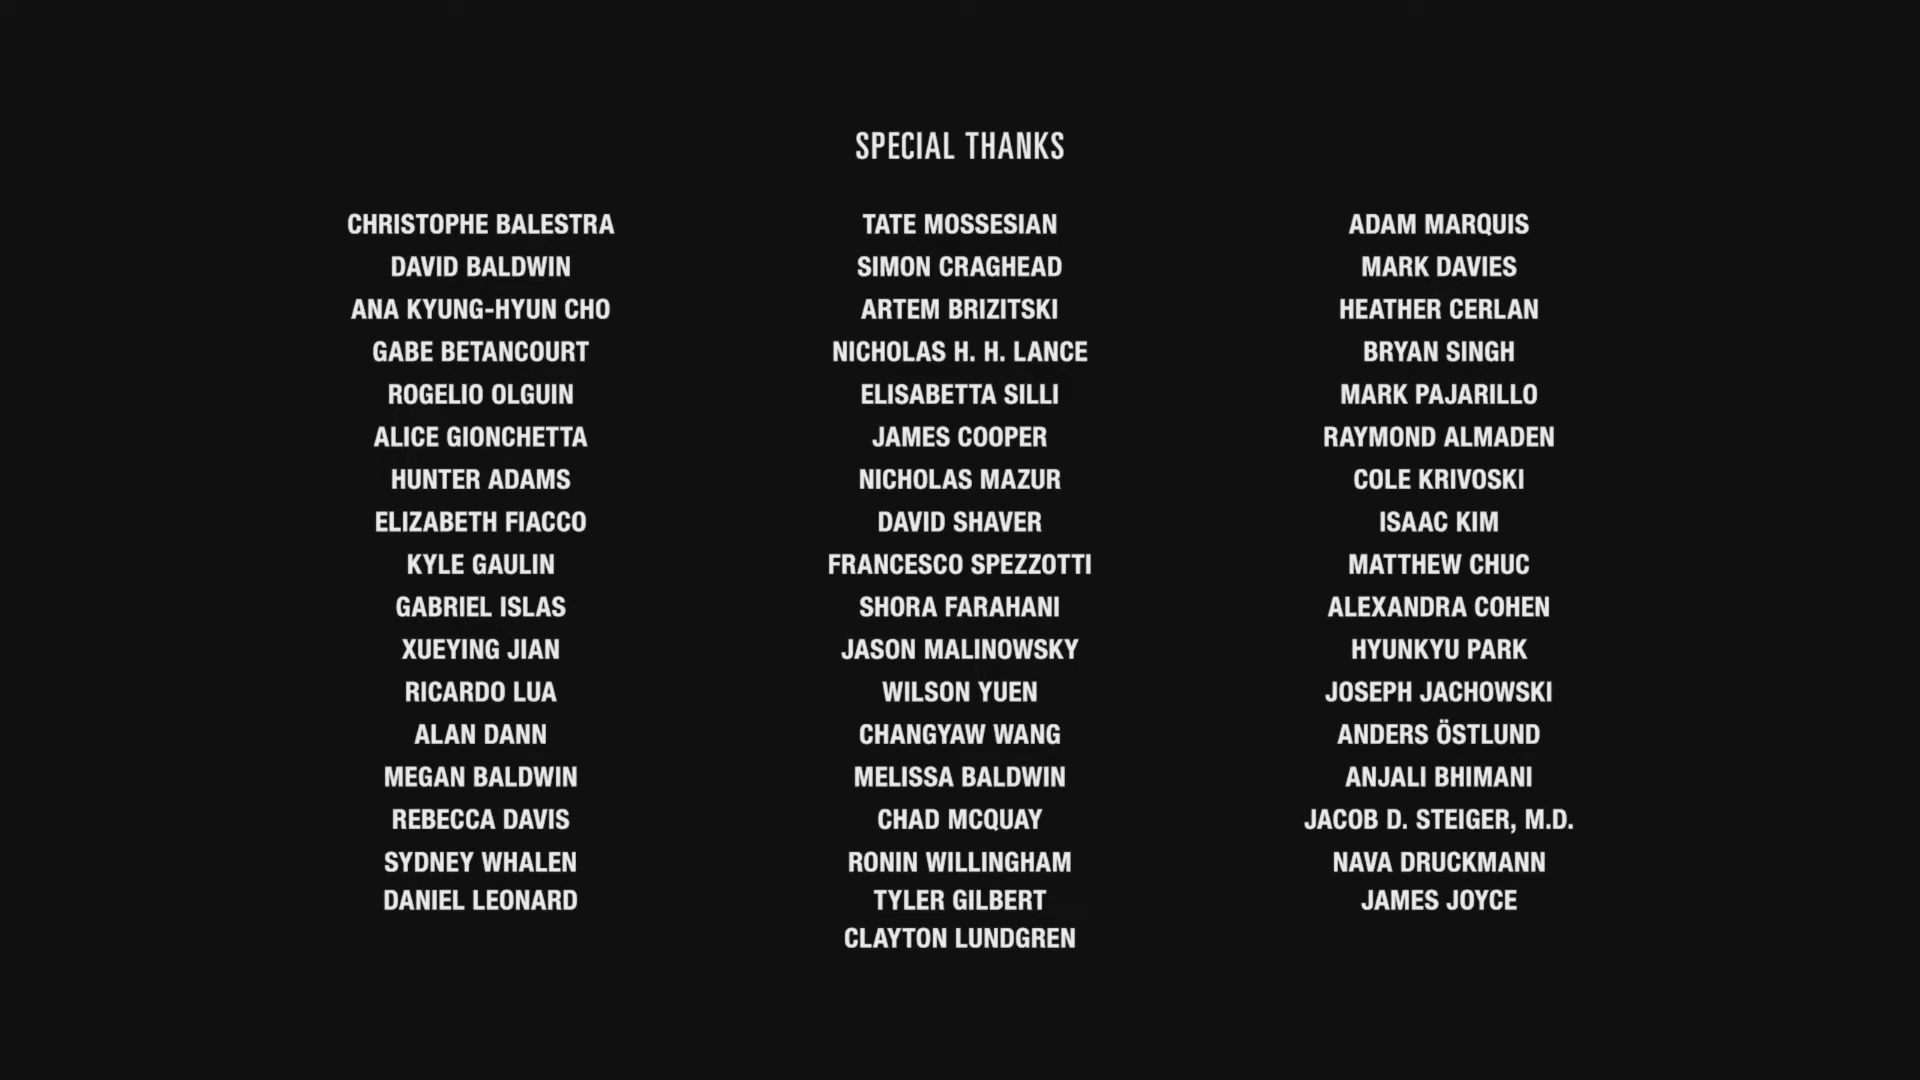 SPECIAL THANKS
CHRISTOPHE BALESTRA
DAVID BALDWIN
ANA KYUNG-HYUN CHO
GABE BETANCOURT
ROGELIO OLGUIN
ALICE GIONCHETTA
HUNTER ADAMS
ELIZABETH FIACCO
KYLE GAULIN
GABRIEL ISLAS
XUEYING JIAN
RICARDO LUA
ALAN DANN
MEGAN BALDWIN
REBECCA DAVIS
SYDNEY WHALEN
DANIEL LEONARD
TATE MOSSESIAN
SIMON CRAGHEAD
ARTEM BRIZITSKI
NICHOLAS H. H. LANCE
ELISABETTA SILLI
JAMES COOPER
NICHOLAS MAZUR
DAVID SHAVER
FRANCESCO SPEZZOTTI
SHORA FARAHANI
JASON MALINOWSKY
WILSON YUEN
CHANGYAW WANG
MELISSA BALDWIN
CHAD MCQUAY
RONIN WILLINGHAM
TYLER GILBERT
CLAYTON LUNDGREN
ADAM MARQUIS
MARK DAVIES
HEATHER CERLAN
BRYAN SINGH
MARK PAJARILLO
RAYMOND ALMADEN
COLE KRIVOSKI
ISAAC KIM
MATTHEW CHUC
ALEXANDRA COHEN
HYUNKYU PARK
JOSEPH JACHOWSKI
ANDERS ÖSTLUND
ANJALI BHIMANI
JACOB D. STEIGER, M.D.
NAVA DRUCKMANN
JAMES JOYCE